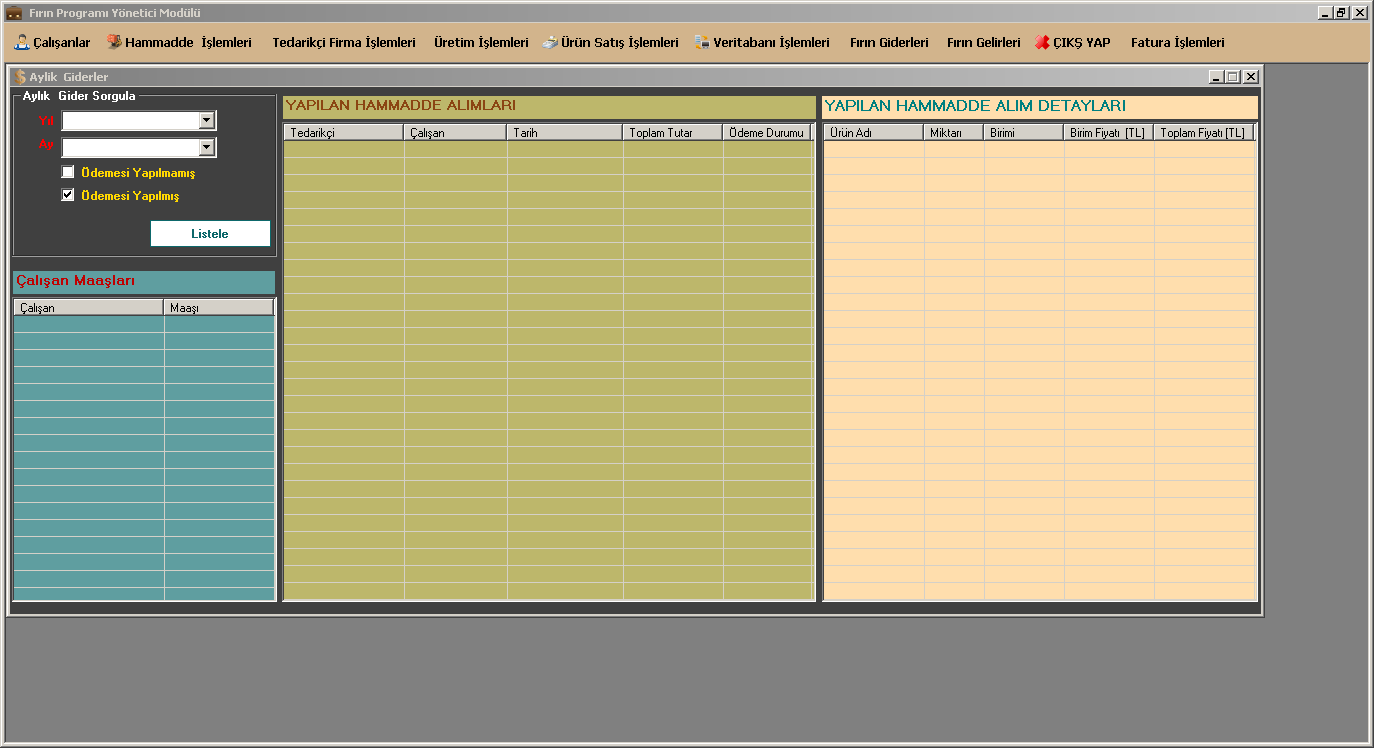 Fırın Programı Yönetici Modülü
Çalışanlar Hammadde İşlemleri Tedarikçi Firma İşlemleri Üretim İşlemleri Ürün Satış İşlemleri Veritabanı İşlemleri Fırın Giderleri Fırın Gelirleri ÇIKŞ YAP Fatura İşlemleri
Aylik Giderler
Aylık Gider Sorgula
Yıl
Ay
Ödemesi Yapılmamış
Ödemesi Yapılmış
Listele
Çalışan Maaşları
Çalışan Maaşı
YAPILAN HAMMADDE ALIMLARI
Tedarikçi Çalışan Tarih Toplam Tutar Ödeme Durumu
YAPILAN HAMMADDE ALIM DETAYLARI
Ürün Adı Miktarı Birimi Birim Fiyatı [TL] Toplam Fiyatı [TL]